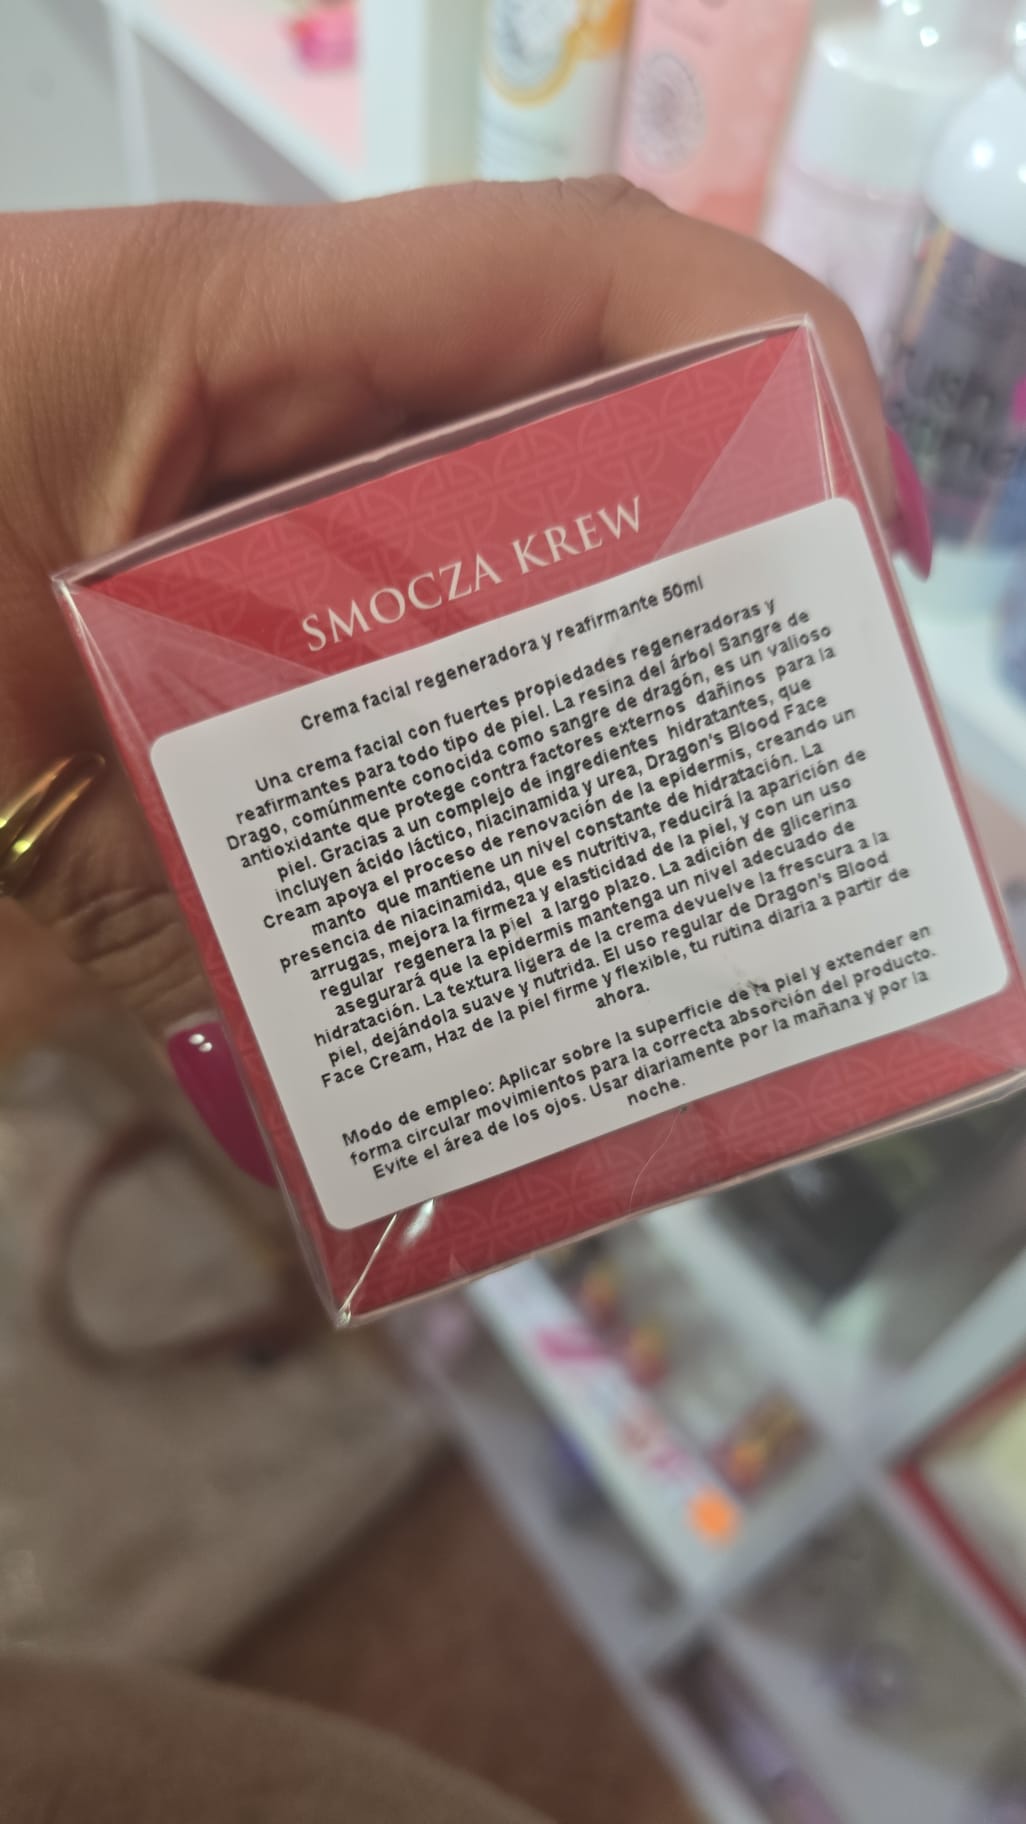 SMOCZA KREW
Crema facial regeneradora y reafirmante 50ml
Una crema facial con fuertes propiedades regeneradoras y
reafirmantes para todo tipo de piel. La resina del árbol Sangre de
Drago, comúnmente conocida como sangre de dragón, es un valioso
antioxidante que protege contra factores externos dañinos para la
piel. Gracias a un complejo de ingredientes hidratantes, que
incluyen ácido láctico, niacinamida y urea, Dragon's Blood Face
Cream apoya el proceso de renovación de la epidermis, creando un
manto que mantiene un nivel constante de hidratación. La
presencia de niacinamida, que es nutritiva, reducirá la aparición de
arrugas, mejora la firmeza y elasticidad de la piel, y con un uso
regular regenera la piel a largo plazo. La adición de glicerina
asegurará que la epidermis mantenga un nivel adecuado de
hidratación. La textura ligera de la crema devuelve la frescura a la
piel, dejándola suave y nutrida. El uso regular de Dragon's Blood
Face Cream, Haz de la piel firme y flexible, tu rutina diaria a partir de
ahora.
Modo de empleo: Aplicar sobre la superficie de la piel y extender en
forma circular movimientos para la correcta absorción del producto.
Evite el área de los ojos. Usar diariamente por la mañana y por la
noche.